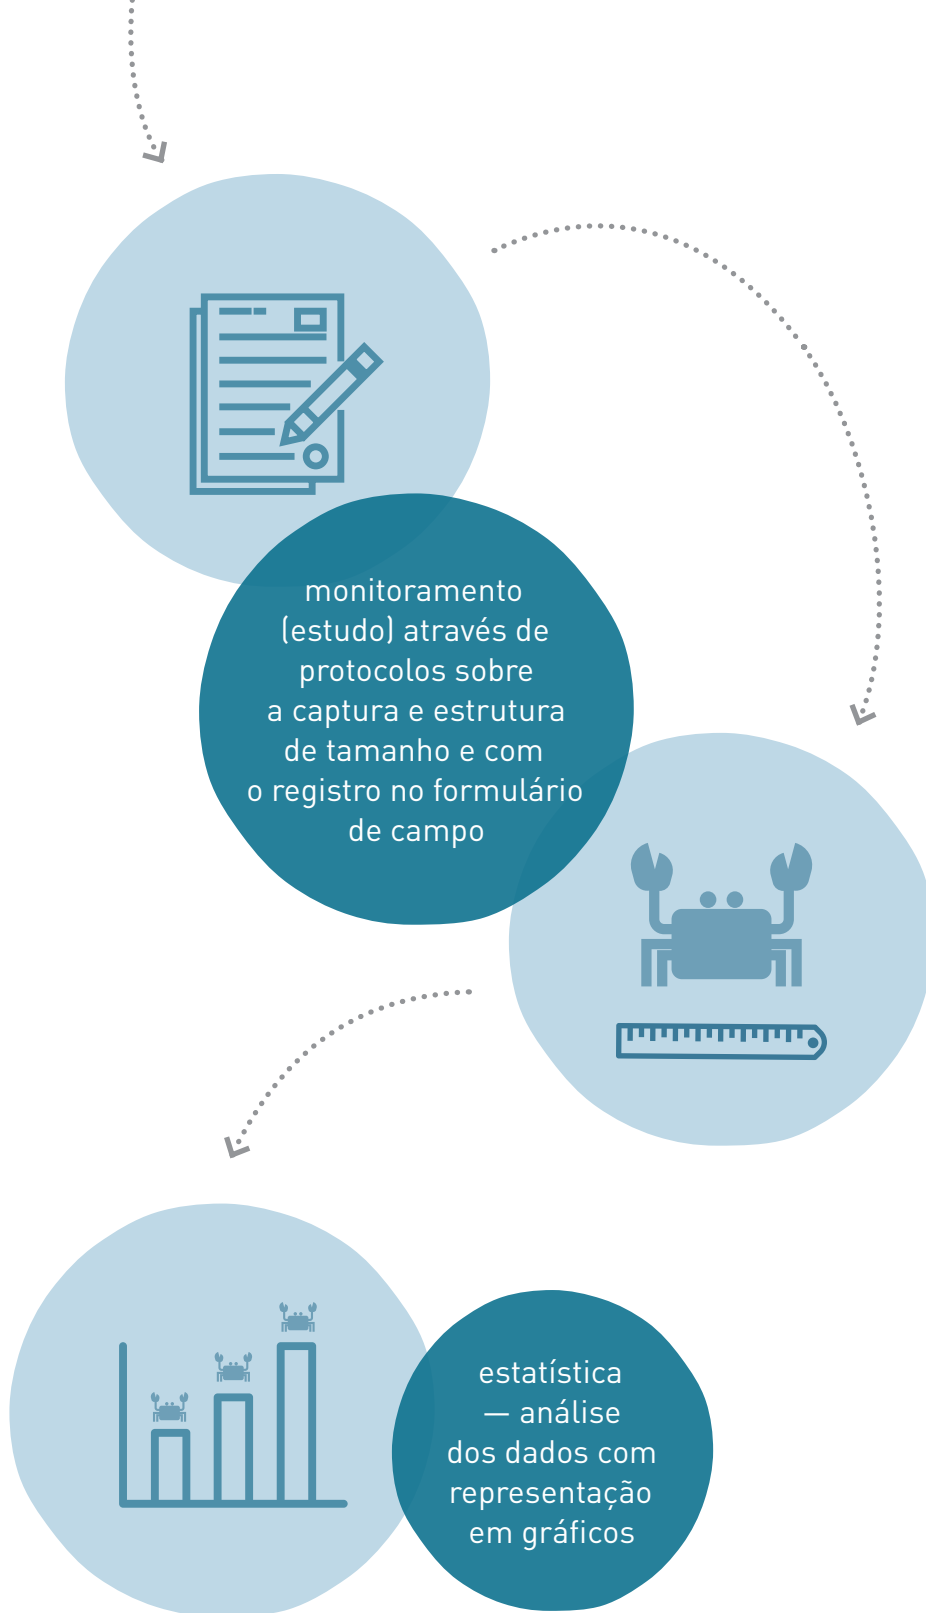 monitoramento
(estudo) através de
protocolos sobre
a captura e estrutura
de tamanho e com
o registro no formulário
de campo
estatística
— análise
dos dados com
representação
em gráficos